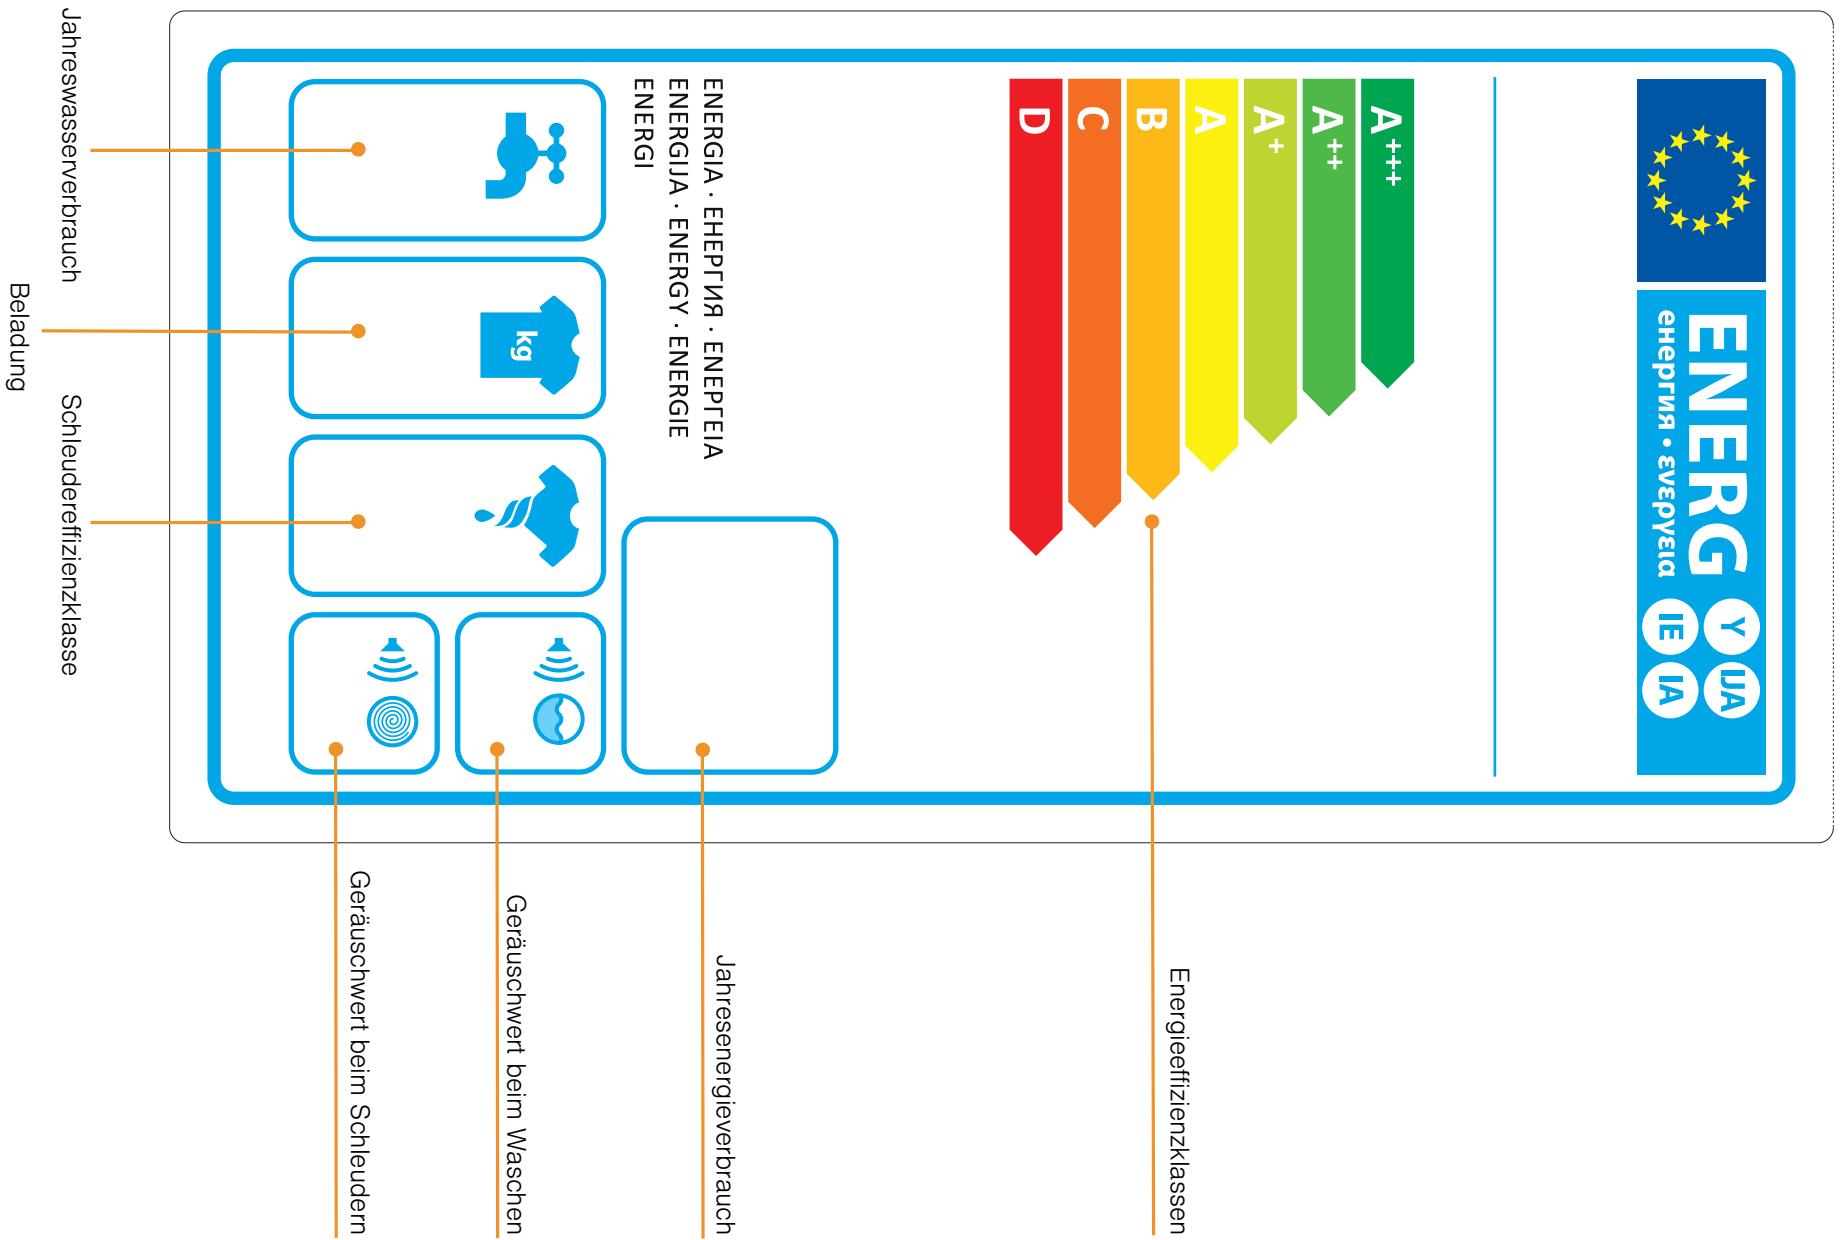 ENERG
енергия · ενεργεια
Y
IJA
IE
IA
A+++
A++
A+
A
B
C
D
Energieeffizienzklassen
ENERGIA · ЕНЕРГИЯ · ΕΝΕΡΓΕΙΑ
ENERGIJA · ENERGY · ENERGIE
ENERGI
Jahresenergieverbrauch
kg
Geräuschwert beim Waschen
Geräuschwert beim Schleudern
Jahreswasserverbrauch
Beladung
Schleudereffizienzklasse